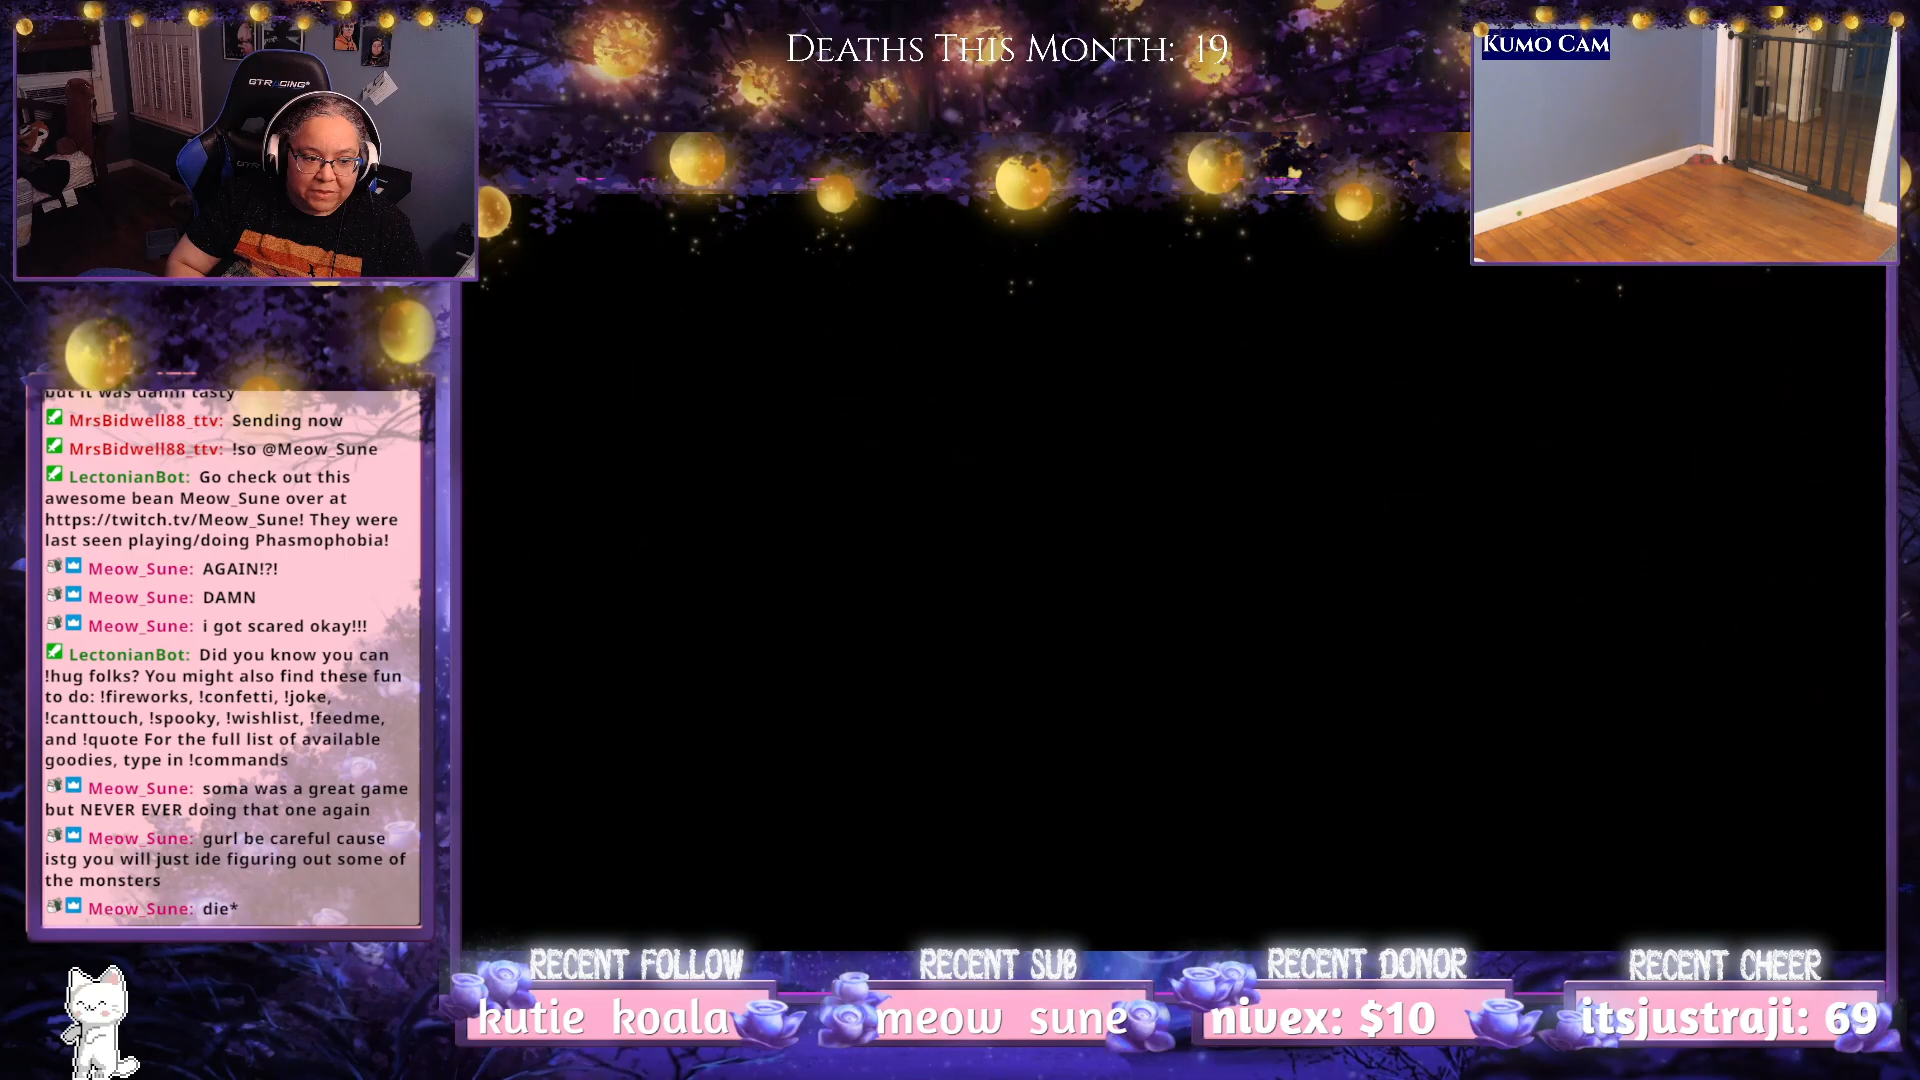 GTRACING
Deaths This Month: 19
Kumo Cam
but it was damn tasty
MrsBidwell88_ttv: Sending now
MrsBidwell88_ttv: !so @Meow_Sune
LectonianBot: Go check out this
awesome bean Meow_Sune over at
https://twitch.tv/Meow_Sune! They were
last seen playing/doing Phasmophobia!
Meow_Sune: AGAIN!?!
Meow_Sune: DAMN
Meow_Sune: i got scared okay!!!
LectonianBot: Did you know you can
!hug folks? You might also find these fun
to do: !fireworks, !confetti, !joke,
!canttouch, !spooky, !wishlist, !feedme,
and !quote For the full list of available
goodies, type in !commands
Meow_Sune: soma was a great game
but NEVER EVER doing that one again
Meow_Sune: gurl be careful cause
istg you will just ide figuring out some of
the monsters
Meow_Sune: die*
RECENT FOLLOW
kutie koala
RECENT SUB
meow sune
RECENT DONOR
nivex: $10
RECENT CHEER
itsjustraji: 69